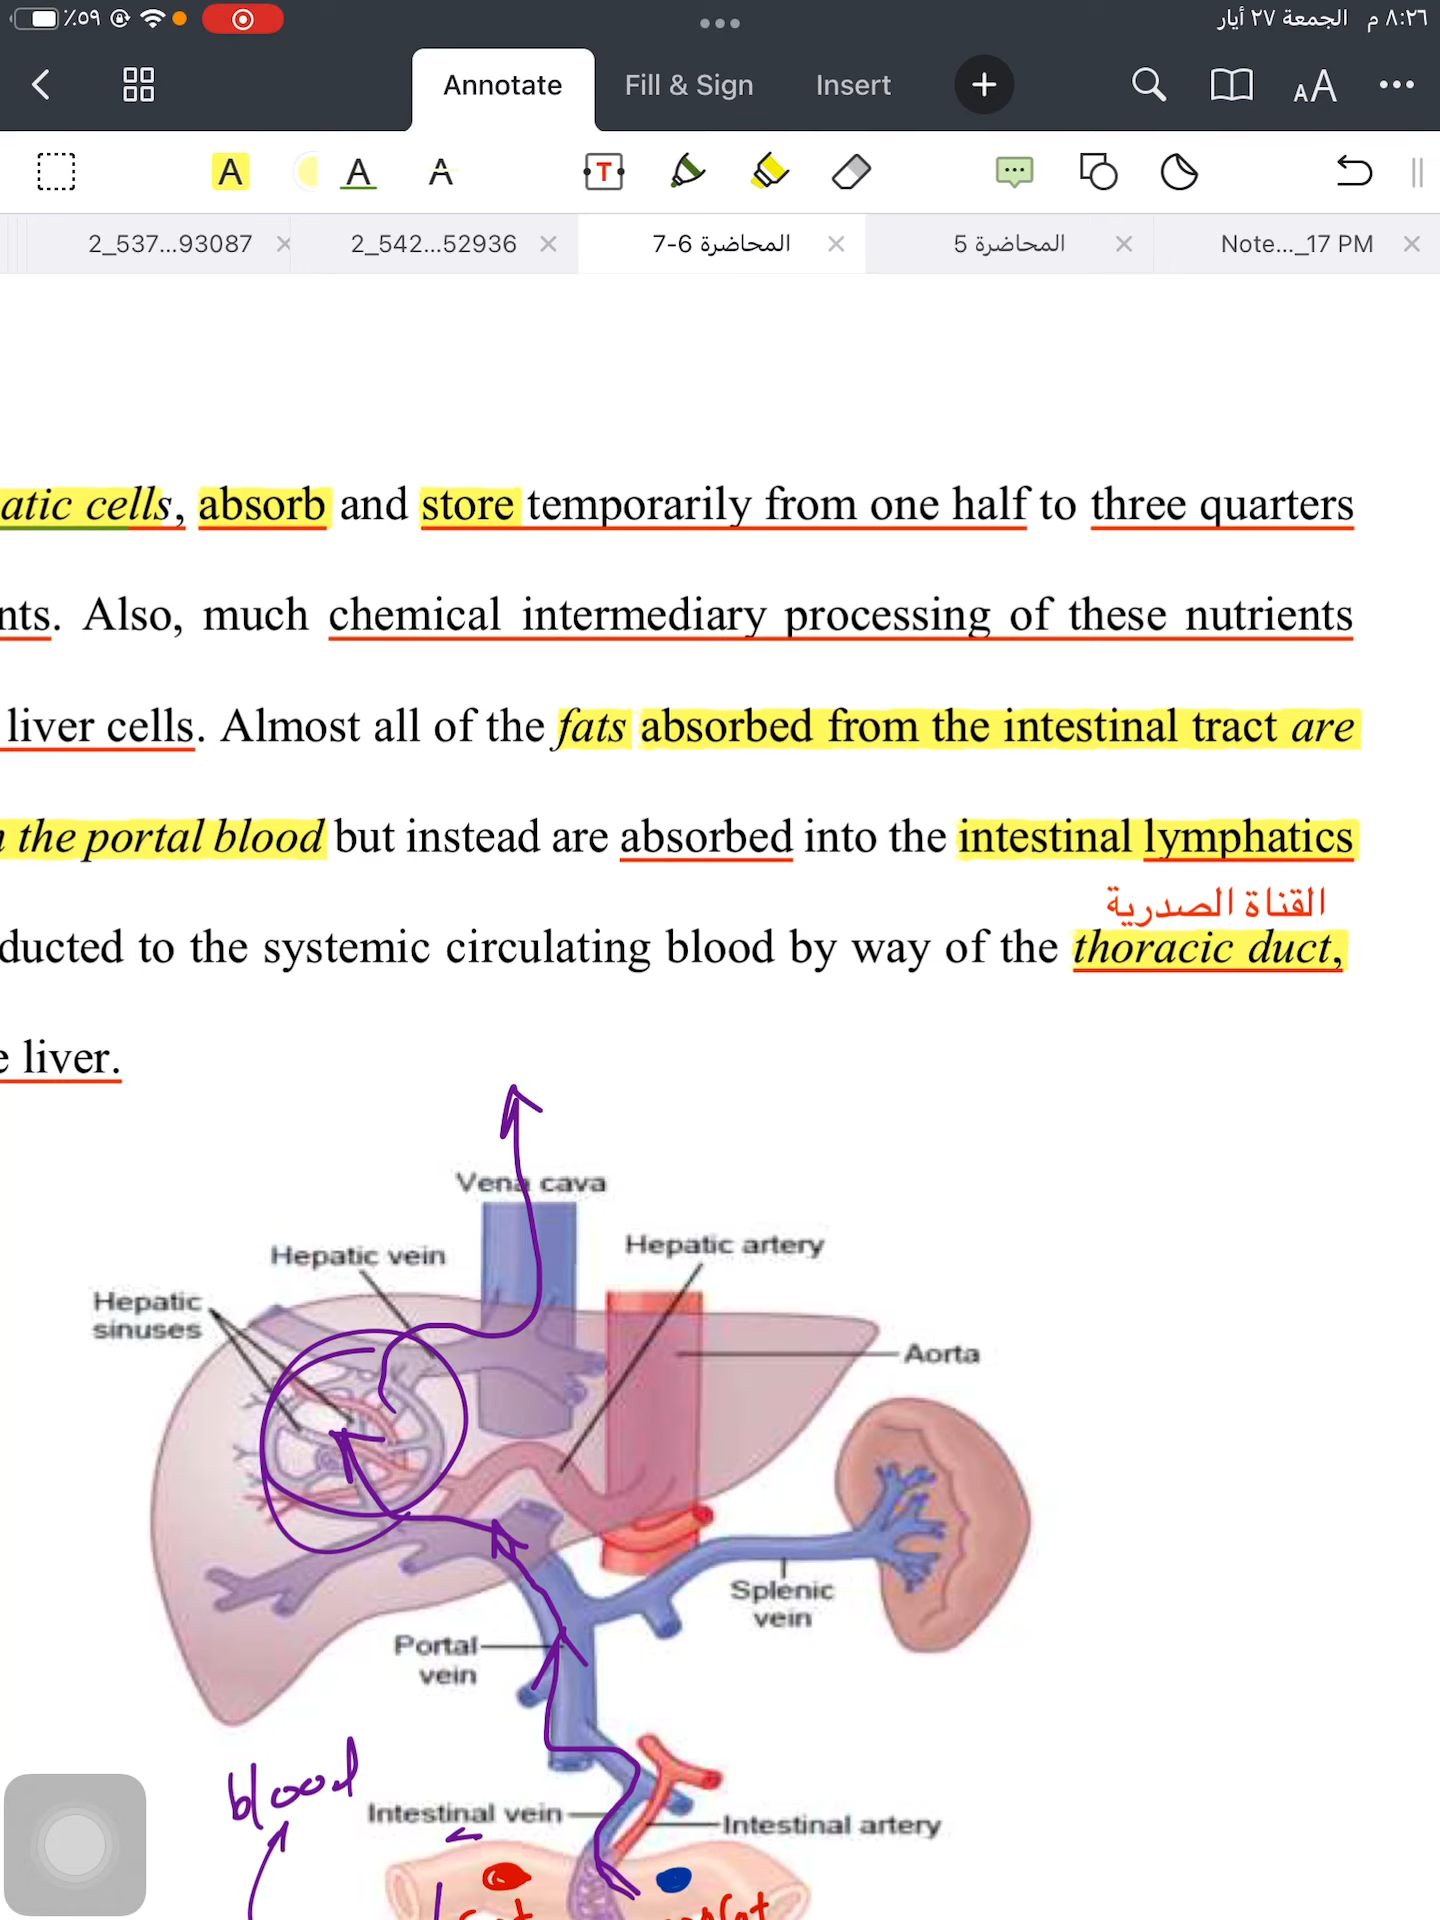 ٪٥٩
٨:٢٦ م الجمعة ٢٧ أيار
Annotate Fill & Sign Insert
AA
A A A T
2_537...93087 2_542...52936 المحاضرة 6-7 المحاضرة 5 Note..._17 PM
atic cells, absorb and store temporarily from one half to three quarters
nts. Also, much chemical intermediary processing of these nutrients
liver cells. Almost all of the fats absorbed from the intestinal tract are
the portal blood but instead are absorbed into the intestinal lymphatics
القناة الصدرية
ducted to the systemic circulating blood by way of the thoracic duct,
e liver.
Vena cava
Hepatic artery
Hepatic vein
Hepatic
sinuses
Aorta
Splenic
vein
Portal
vein
blood
Intestinal vein
Intestinal artery